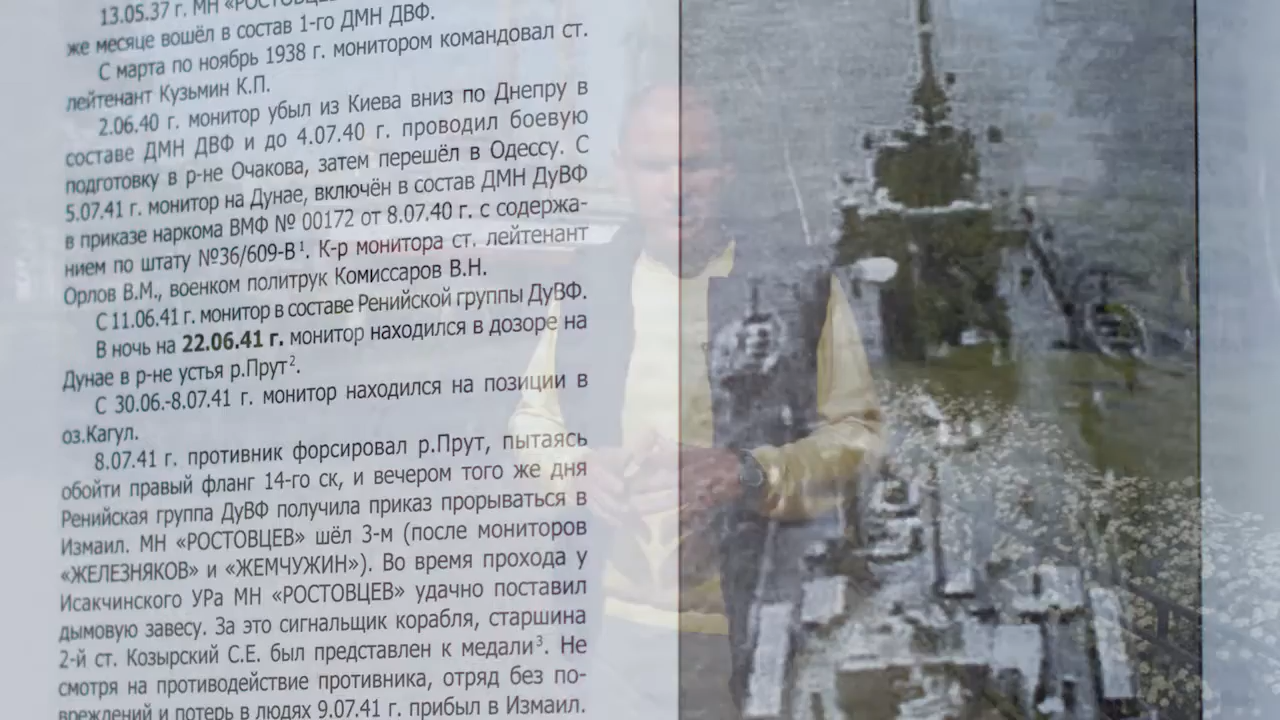 13.05.37 г. МН «РОСТОВЦЕВ»
же месяце вошёл в состав 1-го ДМН ДВФ.
С марта по ноябрь 1938 г. монитором командовал ст.
лейтенант Кузьмин К.П.
2.06.40 г. монитор убыл из Киева вниз по Днепру в
составе ДМН ДВФ и до 4.07.40 г. проводил боевую
подготовку в р-не Очакова, затем перешёл в Одессу. С
5.07.41 г. монитор на Дунае, включён в состав ДМН ДуВФ
в приказе наркома ВМФ № 00172 от 8.07.40 г. с содержа-
нием по штату №36/609-В¹. К-р монитора ст. лейтенант
Орлов В.М., военком политрук Комиссаров В.Н.
С 11.06.41 г. монитор в составе Ренийской группы ДуВФ.
В ночь на 22.06.41 г. монитор находился в дозоре на
Дунае в р-не устья р.Прут².
С 30.06.-8.07.41 г. монитор находился на позиции в
оз.Кагул.
8.07.41 г. противник форсировал р.Прут, пытаясь
обойти правый фланг 14-го ск, и вечером того же дня
Ренийская группа ДуВФ получила приказ прорываться в
Измаил. МН «РОСТОВЦЕВ» шёл 3-м (после мониторов
«ЖЕЛЕЗНЯКОВ» и «ЖЕМЧУЖИН»). Во время прохода у
Исакчинского УРа МН «РОСТОВЦЕВ» удачно поставил
дымовую завесу. За это сигнальщик корабля, старшина
2-й ст. Козырский С.Е. был представлен к медали³. Не
смотря на противодействие противника, отряд без по-
вреждений и потерь в людях 9.07.41 г. прибыл в Измаил.